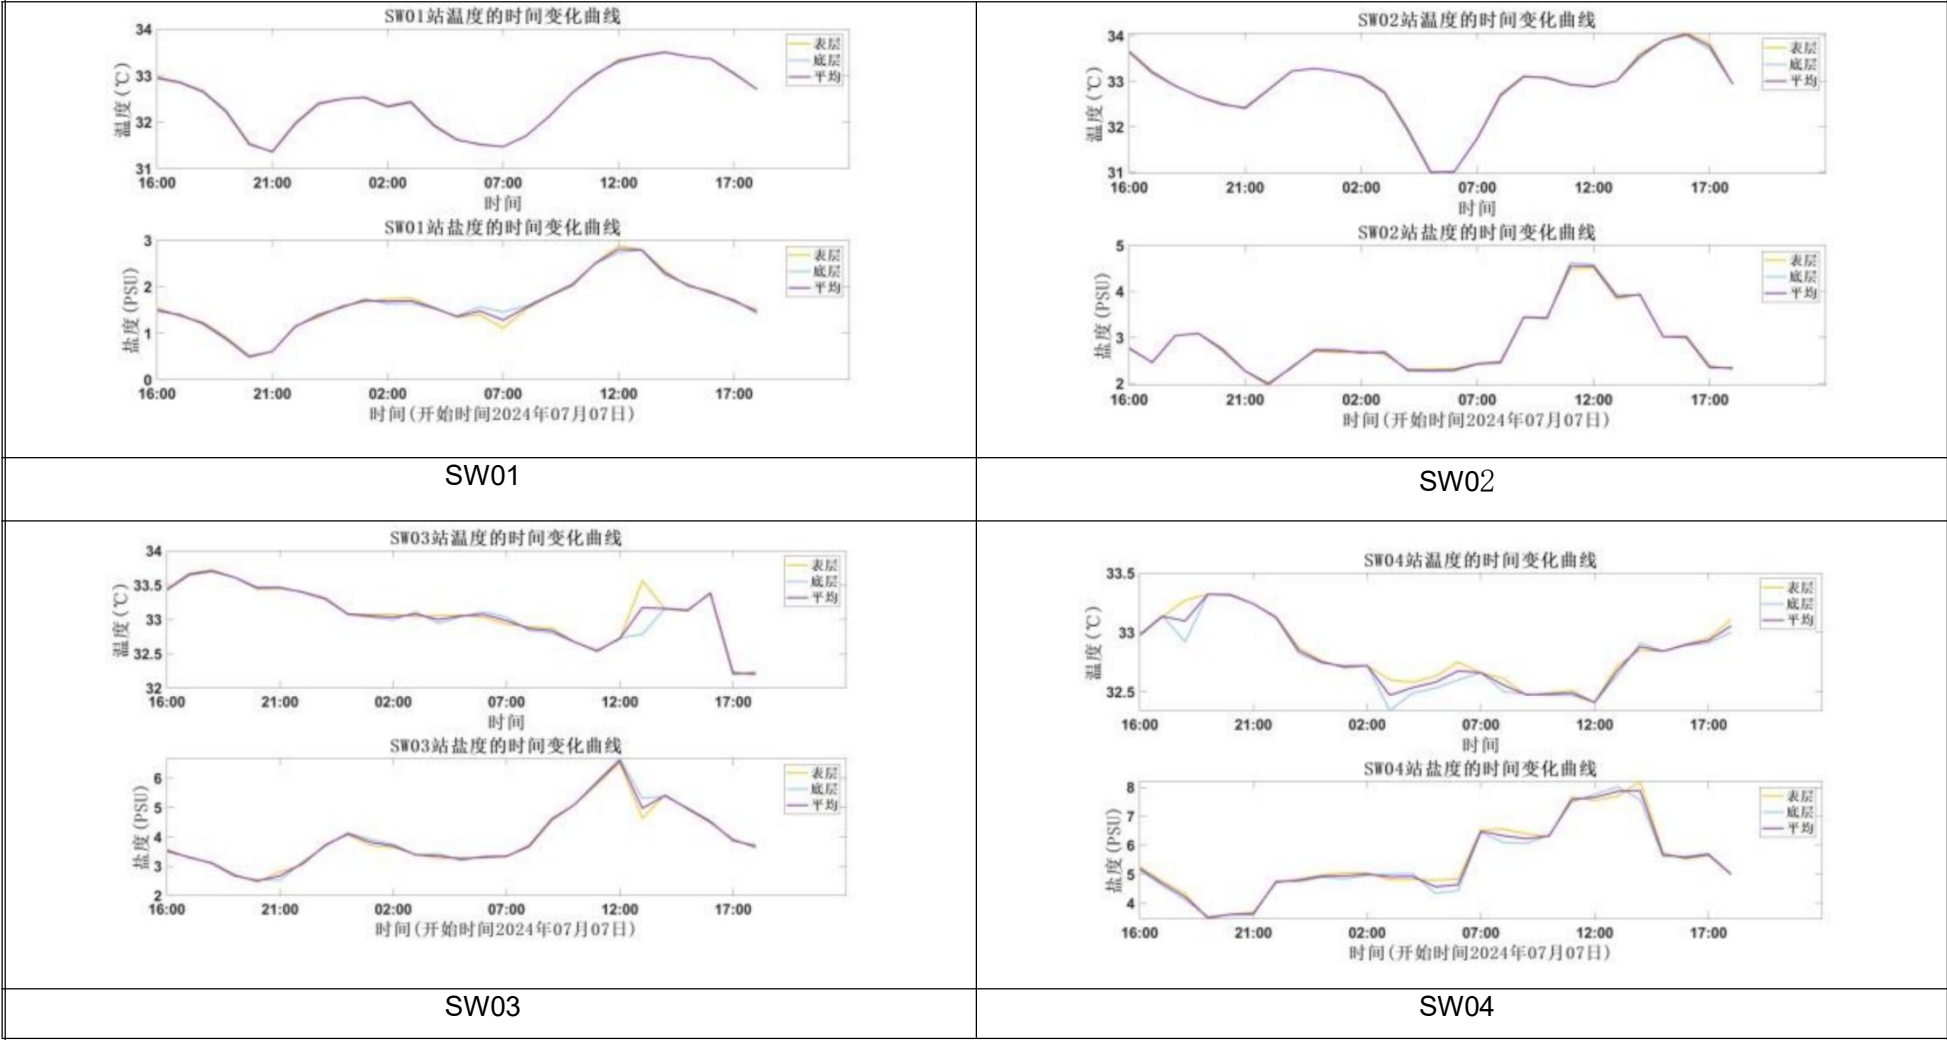 SW01站温度的时间变化曲线
34
33
32
31
温度(℃)
表层
底层
平均
16:00 21:00 02:00 07:00 12:00 17:00
时间
SW01站盐度的时间变化曲线
3
2
1
0
盐度(PSU)
表层
底层
平均
16:00 21:00 02:00 07:00 12:00 17:00
时间(开始时间2024年07月07日)
SW02站温度的时间变化曲线
34
33
32
31
温度(℃)
表层
底层
平均
16:00 21:00 02:00 07:00 12:00 17:00
时间
SW02站盐度的时间变化曲线
5
4
3
2
盐度(PSU)
表层
底层
平均
16:00 21:00 02:00 07:00 12:00 17:00
时间(开始时间2024年07月07日)
SW01
SW02
SW03站温度的时间变化曲线
34
33.5
33
32.5
32
温度(℃)
表层
底层
平均
16:00 21:00 02:00 07:00 12:00 17:00
时间
SW03站盐度的时间变化曲线
6
5
4
3
2
盐度(PSU)
表层
底层
平均
16:00 21:00 02:00 07:00 12:00 17:00
时间(开始时间2024年07月07日)
SW04站温度的时间变化曲线
33.5
33
32.5
温度(℃)
表层
底层
平均
16:00 21:00 02:00 07:00 12:00 17:00
时间
SW04站盐度的时间变化曲线
8
7
6
5
4
盐度(PSU)
表层
底层
平均
16:00 21:00 02:00 07:00 12:00 17:00
时间(开始时间2024年07月07日)
SW03
SW04